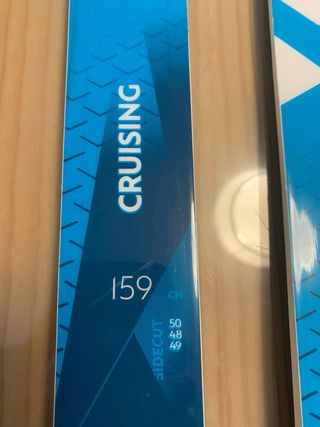 CRUISING
159 CM
SIDECUT
50
48
49